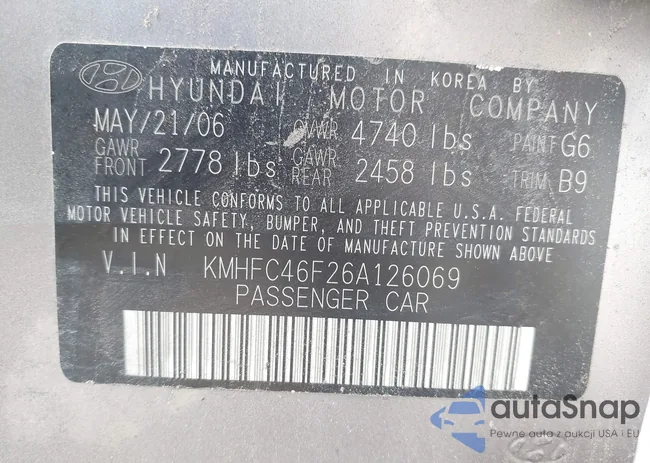 MANUFACTURED IN KOREA BY
HYUNDAI MOTOR COMPANY
MAY/21/06 GVWR 4740 lbs PAINT G6
GAWR FRONT 2778 lbs GAWR REAR 2458 lbs TRIM B9
THIS VEHICLE CONFORMS TO ALL APPLICABLE U.S.A. FEDERAL
MOTOR VEHICLE SAFETY, BUMPER, AND THEFT PREVENTION STANDARDS
IN EFFECT ON THE DATE OF MANUFACTURE SHOWN ABOVE
V.I.N KMHFC46F26A126069
PASSENGER CAR
autaSnap
Pewne auta z aukcji USA i EU